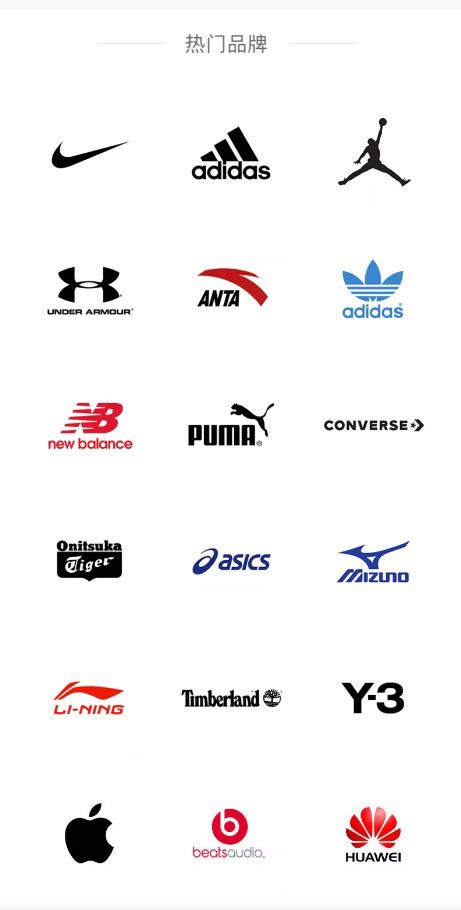 热门品牌
adidas
UNDER ARMOUR
ANTA
adidas
NB
new balance
PUMA
CONVERSE
Onitsuka
Tiger
asics
MIZUNO
LI-NING
Timberland
Y-3
b
beatsaudio
HUAWEI